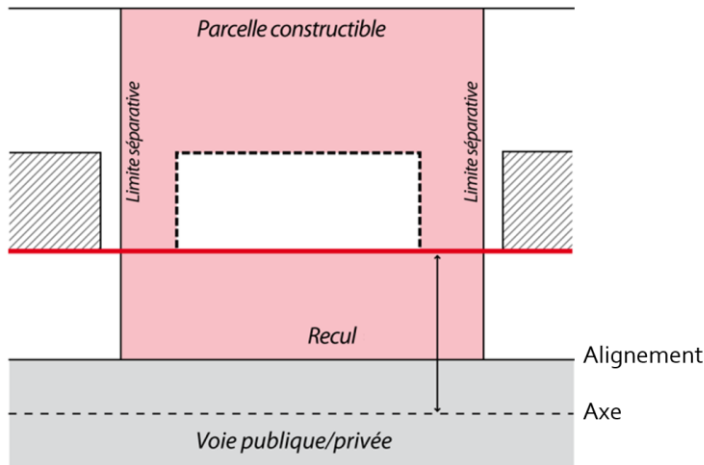 Parcelle constructible
Limite séparative
Limite séparative
Recul
Alignement
Axe
Voie publique/privée